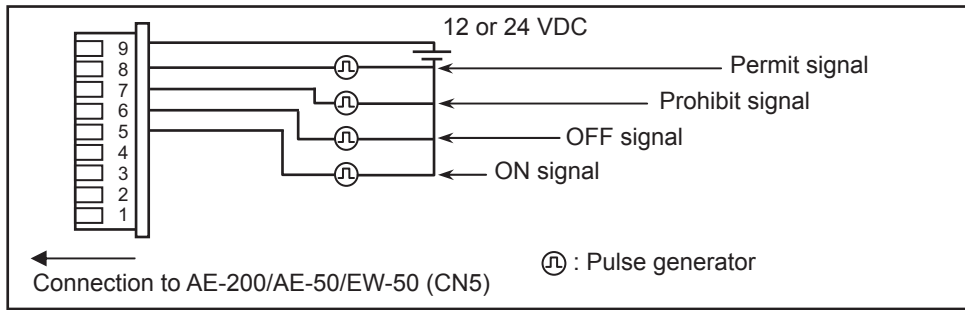 12 or 24 VDC
9
8
7
6
5
4
3
2
1
Permit signal
Prohibit signal
OFF signal
ON signal
Connection to AE-200/AE-50/EW-50 (CN5)
: Pulse generator